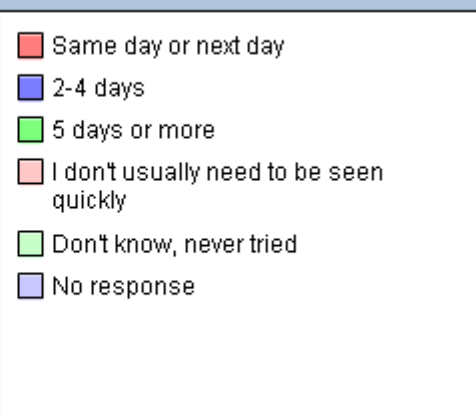 Same day or next day
2-4 days
5 days or more
I don't usually need to be seen
quickly
Don't know, never tried
No response